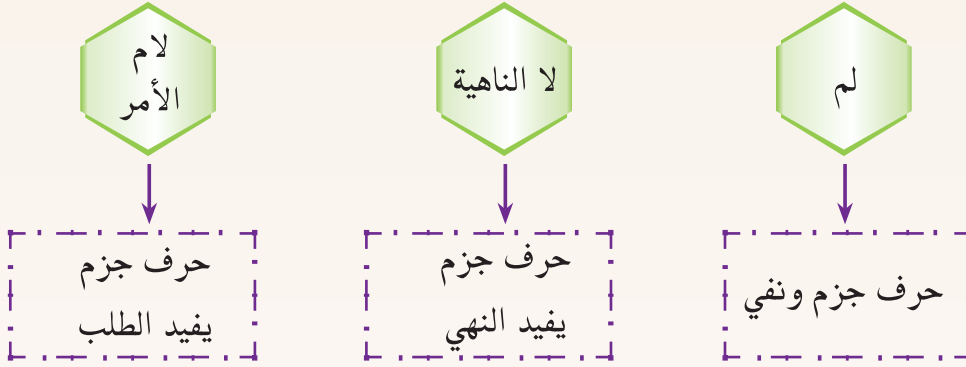 لم
لا الناهية
لام
الأمر
حرف جزم ونفي
حرف جزم
يفيد النهي
حرف جزم
يفيد الطلب